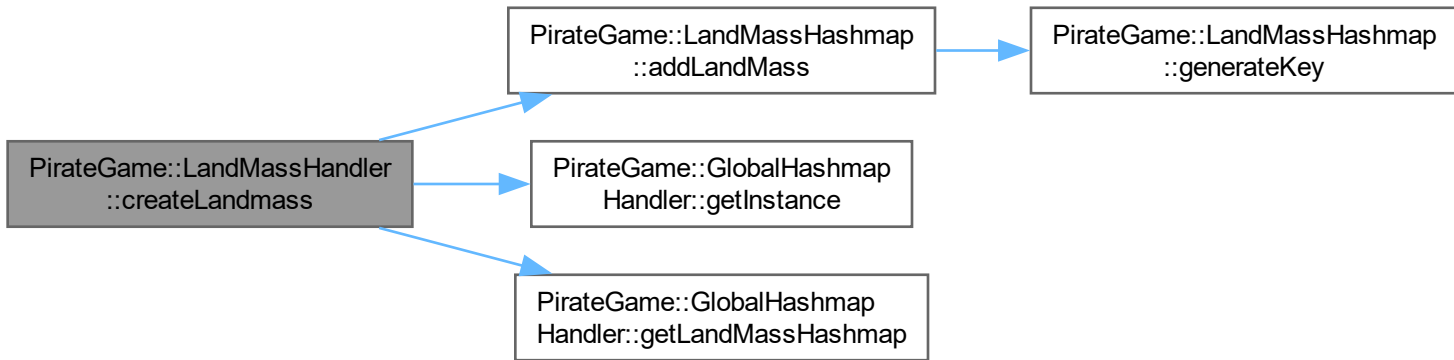 PirateGame::LandMassHashmap
::addLandMass
PirateGame::LandMassHashmap
::generateKey
PirateGame::LandMassHandler
::createLandmass
PirateGame::GlobalHashmap
Handler::getInstance
PirateGame::GlobalHashmap
Handler::getLandMassHashmap